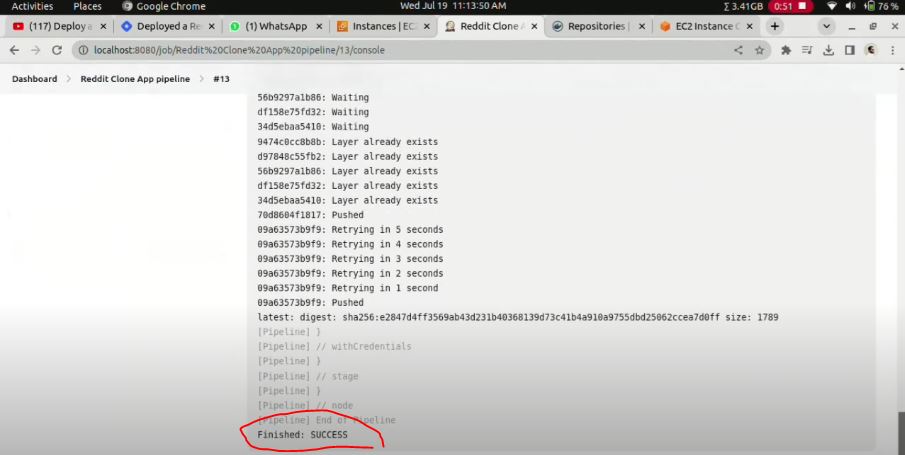 Activities Places Google Chrome Wed Jul 19 11:13:50 AM Σ 3.41GB 0:51 76 %
(117) Deploy a Deployed a Re (1) WhatsApp Instances | EC2 Reddit Clone A Repositories | EC2 Instance C
localhost:8080/job/Reddit%20Clone%20App%20pipeline/13/console
Dashboard > Reddit Clone App pipeline > #13
56b9297a1b86: Waiting
df158e75fd32: Waiting
34d5ebaa5410: Waiting
9474c0cc8b8b: Layer already exists
d97848c55fb2: Layer already exists
56b9297a1b86: Layer already exists
df158e75fd32: Layer already exists
34d5ebaa5410: Layer already exists
70d8604f1817: Pushed
09a63573b9f9: Retrying in 5 seconds
09a63573b9f9: Retrying in 4 seconds
09a63573b9f9: Retrying in 3 seconds
09a63573b9f9: Retrying in 2 seconds
09a63573b9f9: Retrying in 1 second
09a63573b9f9: Pushed
latest: digest: sha256:e2847d4ff3569ab43d231b40368139d73c41b4a910a9755dbd25062ccea7d0ff size: 1789
[Pipeline] }
[Pipeline] // withCredentials
[Pipeline] }
[Pipeline] // stage
[Pipeline] }
[Pipeline] // node
[Pipeline] End of Pipeline
Finished: SUCCESS